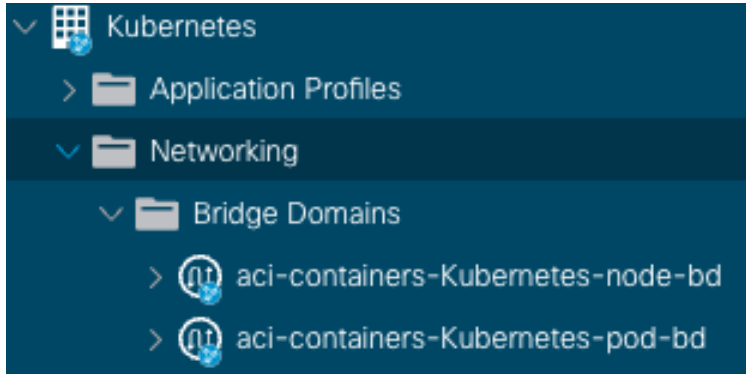 Kubernetes
Application Profiles
Networking
Bridge Domains
aci-containers-Kubernetes-node-bd
aci-containers-Kubernetes-pod-bd